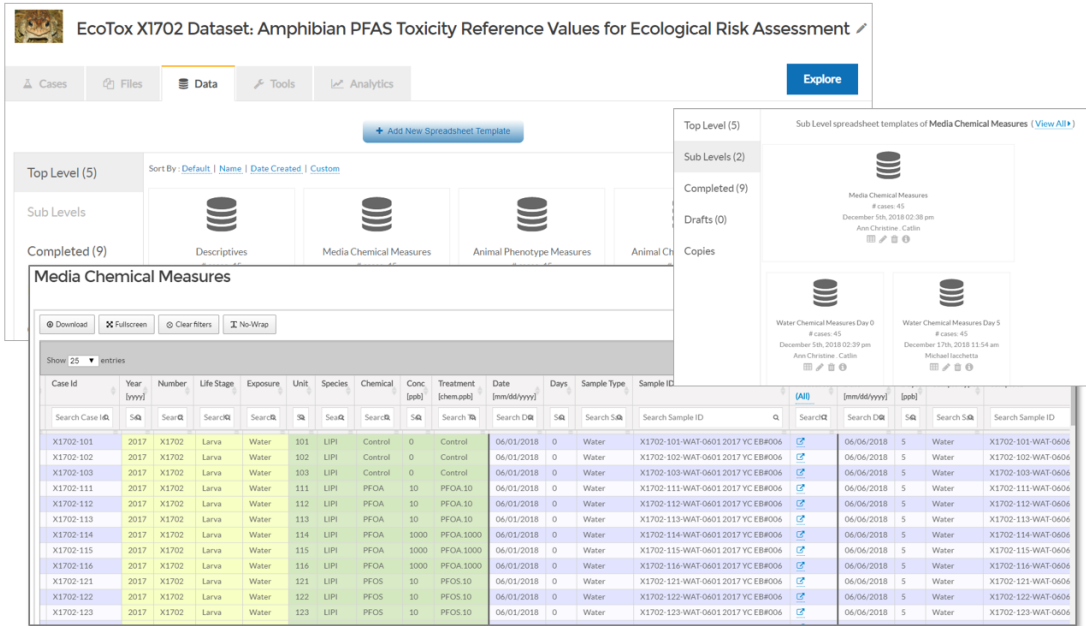 EcoTox X1702 Dataset: Amphibian PFAS Toxicity Reference Values for Ecological Risk Assessment
Cases Files Data Tools Analytics
Explore
+ Add New Spreadsheet Template
Top Level (5)
Sort By : Default | Name | Date Created | Custom
Sub Levels
Completed (9)
Descriptives
Media Chemical Measures
Animal Phenotype Measures
Animal Ch
Top Level (5)
Sub Levels (2)
Completed (9)
Drafts (0)
Copies
Sub Level spreadsheet templates of Media Chemical Measures ( View All )
Media Chemical Measures
# cases: 45
December 5th, 2018 02:38 pm
Ann Christine . Catlin
Water Chemical Measures Day 0
# cases: 45
December 5th, 2018 02:39 pm
Ann Christine . Catlin
Water Chemical Measures Day 5
# cases: 45
December 17th, 2018 11:54 am
Michael Iacchetta
Media Chemical Measures
Download Fullscreen Clear filters No-Wrap
Show 25 entries
Case Id Year Number Life Stage Exposure Unit Species Chemical Conc Treatment Date Days Sample Type Sample ID
[yyyy] [ppb] [chem.ppb] [mm/dd/yyyy] (All) [mm/dd/yyyy] [ppb]
Search Case Id Search Sample ID Search Sample ID
X1702-101 2017 X1702 Larva Water 101 LIPI Control 0 Control 06/01/2018 0 Water X1702-101-WAT-0601 2017 YC EB#006 06/06/2018 5 Water X1702-101-WAT-0606
X1702-102 2017 X1702 Larva Water 102 LIPI Control 0 Control 06/01/2018 0 Water X1702-102-WAT-0601 2017 YC EB#006 06/06/2018 5 Water X1702-102-WAT-0606
X1702-103 2017 X1702 Larva Water 103 LIPI Control 0 Control 06/01/2018 0 Water X1702-103-WAT-0601 2017 YC EB#006 06/06/2018 5 Water X1702-103-WAT-0606
X1702-111 2017 X1702 Larva Water 111 LIPI PFOA 10 PFOA.10 06/01/2018 0 Water X1702-111-WAT-0601 2017 YC EB#006 06/06/2018 5 Water X1702-111-WAT-0606
X1702-112 2017 X1702 Larva Water 112 LIPI PFOA 10 PFOA.10 06/01/2018 0 Water X1702-112-WAT-0601 2017 YC EB#006 06/06/2018 5 Water X1702-112-WAT-0606
X1702-113 2017 X1702 Larva Water 113 LIPI PFOA 10 PFOA.10 06/01/2018 0 Water X1702-113-WAT-0601 2017 YC EB#006 06/06/2018 5 Water X1702-113-WAT-0606
X1702-114 2017 X1702 Larva Water 114 LIPI PFOA 1000 PFOA.1000 06/01/2018 0 Water X1702-114-WAT-0601 2017 YC EB#006 06/06/2018 5 Water X1702-114-WAT-0606
X1702-115 2017 X1702 Larva Water 115 LIPI PFOA 1000 PFOA.1000 06/01/2018 0 Water X1702-115-WAT-0601 2017 YC EB#006 06/06/2018 5 Water X1702-115-WAT-0606
X1702-116 2017 X1702 Larva Water 116 LIPI PFOA 1000 PFOA.1000 06/01/2018 0 Water X1702-116-WAT-0601 2017 YC EB#006 06/06/2018 5 Water X1702-116-WAT-0606
X1702-121 2017 X1702 Larva Water 121 LIPI PFOS 10 PFOS.10 06/01/2018 0 Water X1702-121-WAT-0601 2017 YC EB#006 06/06/2018 5 Water X1702-121-WAT-0606
X1702-122 2017 X1702 Larva Water 122 LIPI PFOS 10 PFOS.10 06/01/2018 0 Water X1702-122-WAT-0601 2017 YC EB#006 06/06/2018 5 Water X1702-122-WAT-0606
X1702-123 2017 X1702 Larva Water 123 LIPI PFOS 10 PFOS.10 06/01/2018 0 Water X1702-123-WAT-0601 2017 YC EB#006 06/06/2018 5 Water X1702-123-WAT-0606